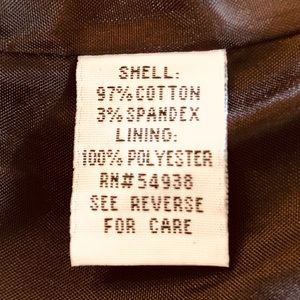 SHELL:
97% COTTON
3% SPANDEX
LINING:
100% POLYESTER
RN#54938
SEE REVERSE
FOR CARE